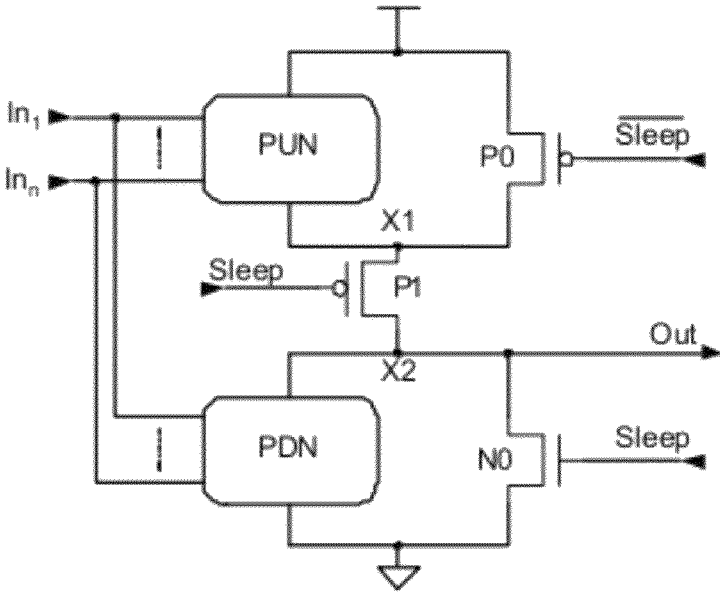 In1
PUN
Sleep
P0
Inn
X1
Sleep
P1
Out
X2
PDN
Sleep
N0